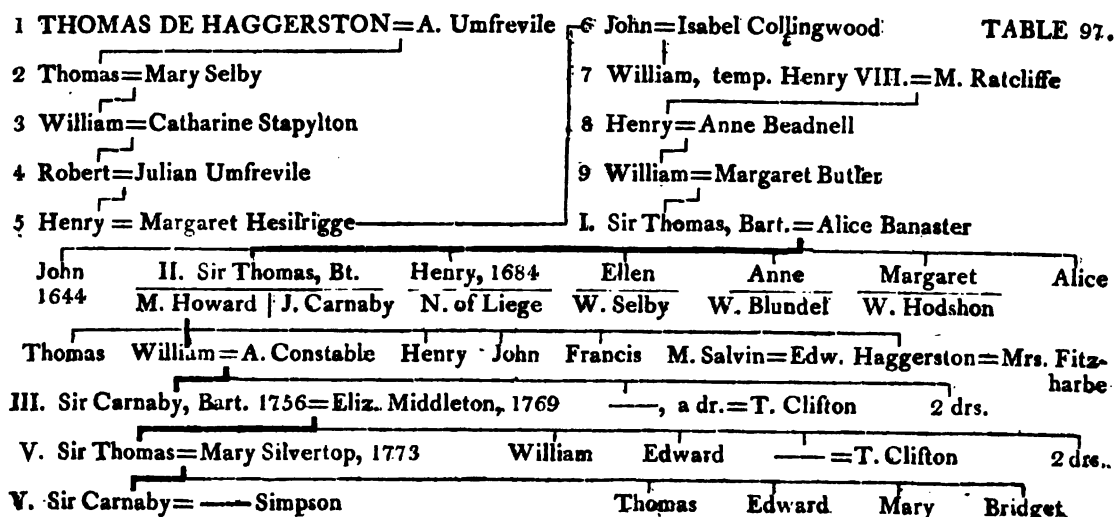 1 THOMAS DE HAGGERSTON=A. Umfrevile
2 Thomas=Mary Selby
3 William=Catharine Stapylton
4 Robert=Julian Umfrevile
5 Henry = Margaret Hesilrigge
6 John=Isabel Collingwood
TABLE 97.
7 William, temp. Henry VIII.=M. Ratcliffe
8 Henry=Anne Beadnell
9 William=Margaret Butler
I. Sir Thomas, Bart.=Alice Banaster
John II. Sir Thomas, Bt. Henry, 1684 Ellen Anne Margaret Alice
1644 M. Howard | J. Carnaby N. of Liege W. Selby W. Blundel W. Hodshon
Thomas William=A. Constable Henry John Francis M. Salvin=Edw. Haggerston=Mrs. Fitz-
harbe
III. Sir Carnaby, Bart. 1756=Eliz. Middleton, 1769 ——, a dr.=T. Clifton 2 drs.
V. Sir Thomas=Mary Silvertop, 1773 William Edward ——=T. Clifton 2 drs.
V. Sir Carnaby=—— Simpson Thomas Edward Mary Bridget